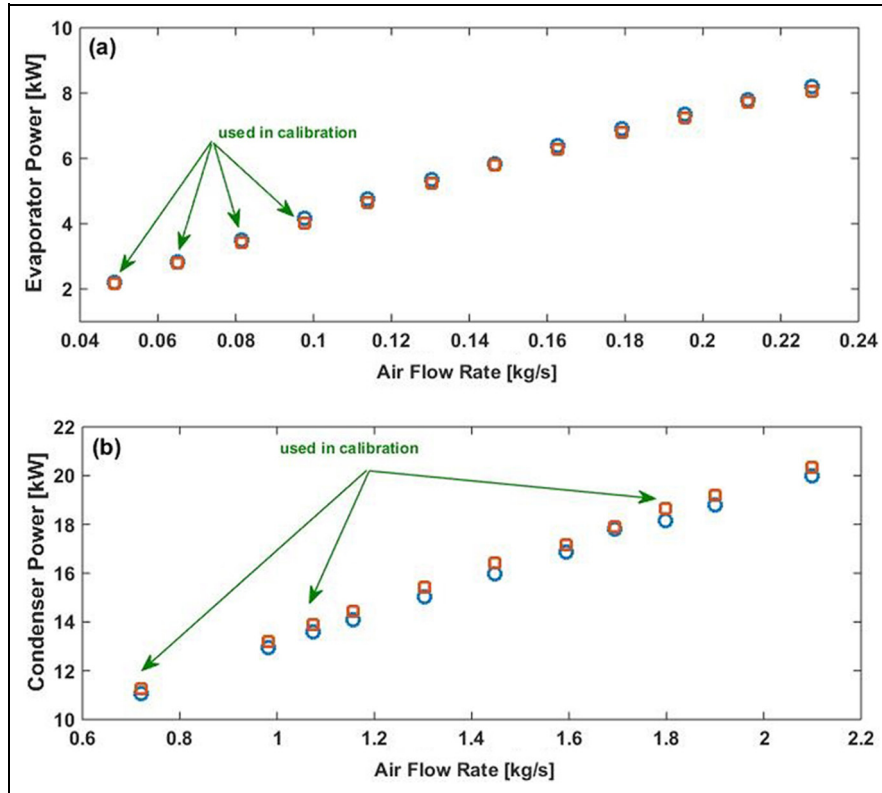 (a)
Evaporator Power [kW]
10
8
6
4
2
used in calibration
0.04 0.06 0.08 0.1 0.12 0.14 0.16 0.18 0.2 0.22 0.24
Air Flow Rate [kg/s]
(b)
Condenser Power [kW]
22
20
18
16
14
12
10
used in calibration
0.6 0.8 1 1.2 1.4 1.6 1.8 2 2.2
Air Flow Rate [kg/s]